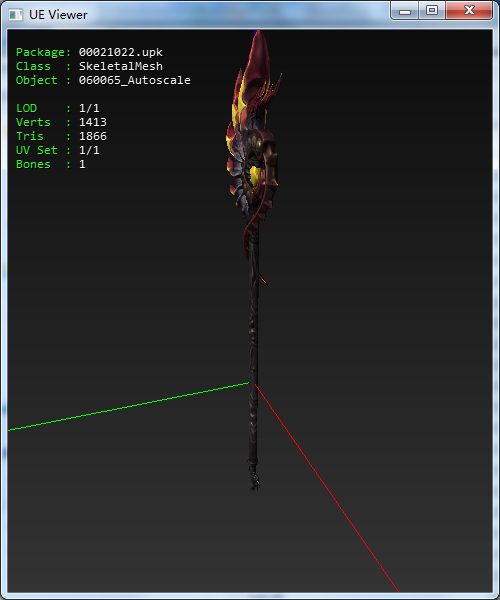 UE Viewer
Package: 00021022.upk
Class : SkeletalMesh
Object : 060065_Autoscale
LOD : 1/1
Verts : 1413
Tris : 1866
UV Set : 1/1
Bones : 1